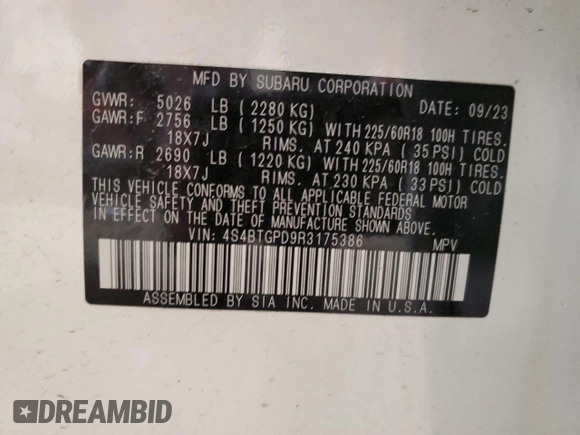 MFD BY SUBARU CORPORATION
GVWR: 5026 LB ( 2280 KG) DATE: 09/23
GAWR:F 2756 LB ( 1250 KG) WITH 225/60R18 100H TIRES.
18X7J RIMS. AT 240 KPA ( 35 PSI) COLD
GAWR:R 2690 LB ( 1220 KG) WITH 225/60R18 100H TIRES.
18X7J RIMS. AT 230 KPA ( 33 PSI) COLD
THIS VEHICLE CONFORMS TO ALL APPLICABLE FEDERAL MOTOR
VEHICLE SAFETY AND THEFT PREVENTION STANDARDS
IN EFFECT ON THE DATE OF MANUFACTURE SHOWN ABOVE.
VIN: 4S4BTGPD9R3175386 MPV
ASSEMBLED BY SIA INC. MADE IN U.S.A.
DREAMBID